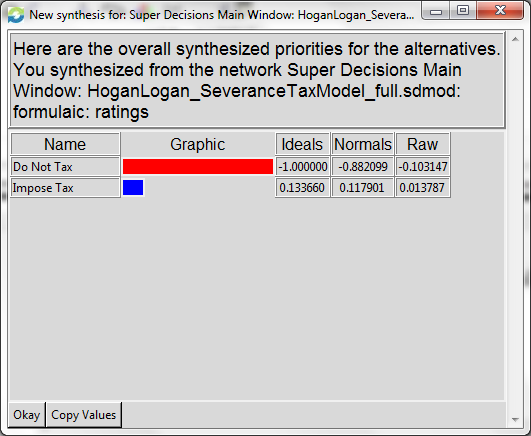 New synthesis for: Super Decisions Main Window: HoganLogan_Severa...
Here are the overall synthesized priorities for the alternatives.
You synthesized from the network Super Decisions Main
Window: HoganLogan_SeveranceTaxModel_full.sdmod:
formulaic: ratings
Name Graphic Ideals Normals Raw
Do Not Tax -1.000000 -0.882099 -0.103147
Impose Tax 0.133660 0.117901 0.013787
Okay Copy Values